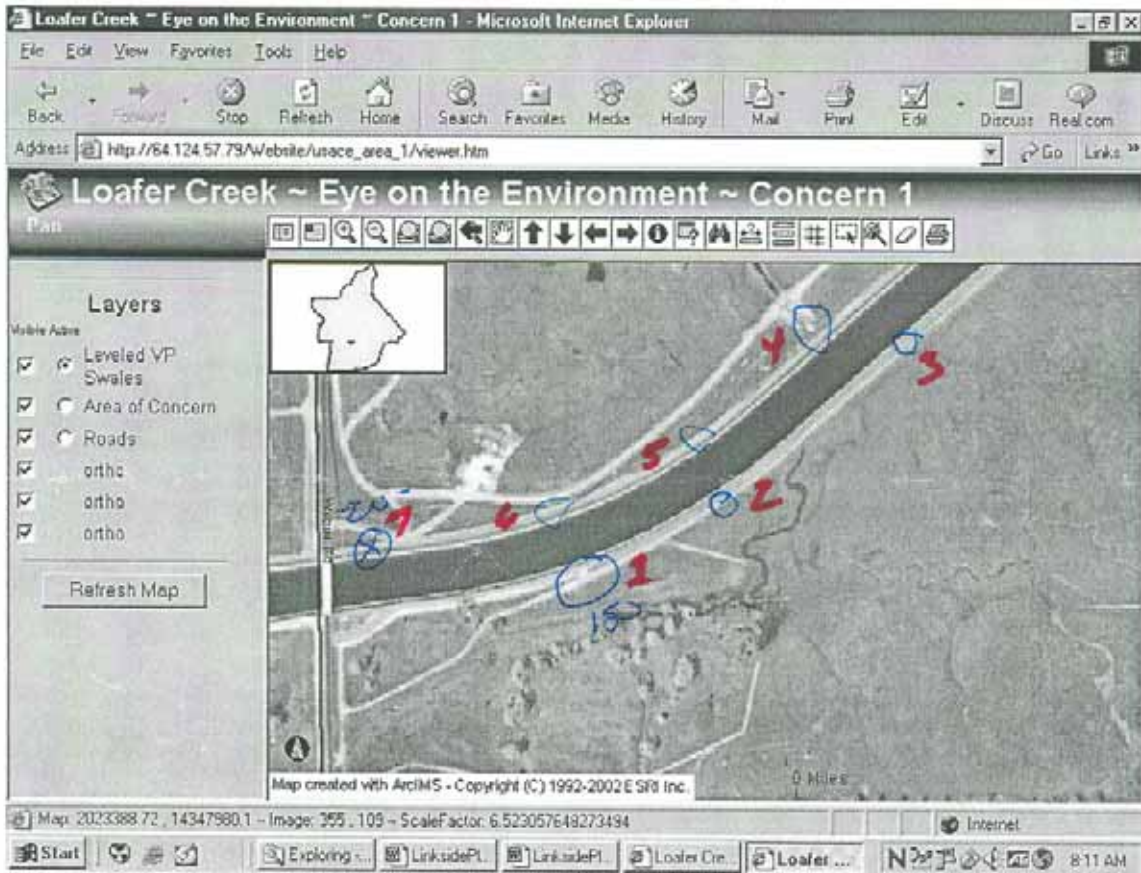 Loafer Creek ~ Eye on the Environment ~ Concern 1 - Microsoft Internet Explorer
File Edit View Favorites Tools Help
Back Forward Stop Refresh Home Search Favorites Media History Mail Print Edit Discuss Real.com
Address http://64.124.57.79/Website/usace_area_1/viewer.htm Go Links »
Loafer Creek ~ Eye on the Environment ~ Concern 1
Pan
Layers
Visible Active
Leveled VP
Swales
Area of Concern
Roads
ortho
ortho
ortho
Refresh Map
4
3
5
2
7
6
1
Map created with ArcIMS - Copyright (C) 1992-2002 ESRI Inc.
0 Miles
Map: 2023388.72 , 14347980.1 -- Image: 355 , 109 -- ScaleFactor: 6.523057648273494
Internet
Start Exploring -... LinksidePl... LinksidePl... Loafer Cre... Loafer ... 8:11 AM